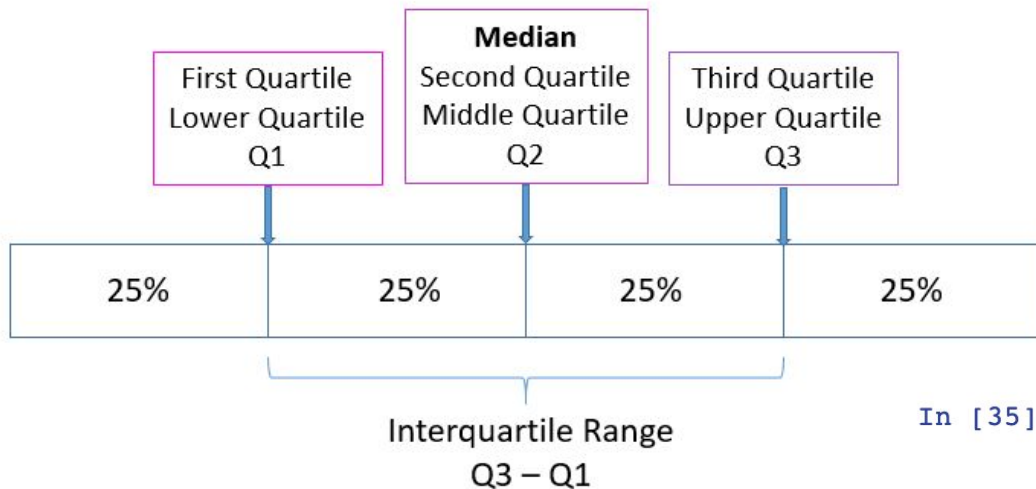 First Quartile
Lower Quartile
Q1
Median
Second Quartile
Middle Quartile
Q2
Third Quartile
Upper Quartile
Q3
25%
25%
25%
25%
Interquartile Range
Q3 – Q1
In [35]